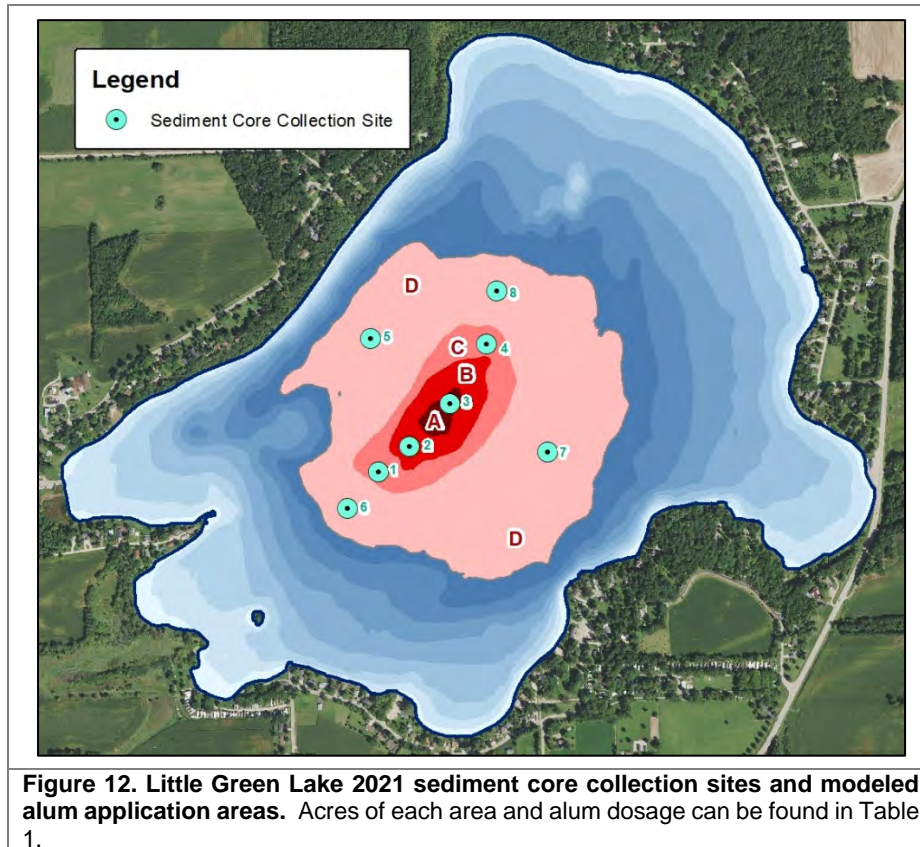 Legend
Sediment Core Collection Site
D
8
5
C
4
B
3
A
2
1
7
6
D
Figure 12. Little Green Lake 2021 sediment core collection sites and modeled
alum application areas. Acres of each area and alum dosage can be found in Table
1.